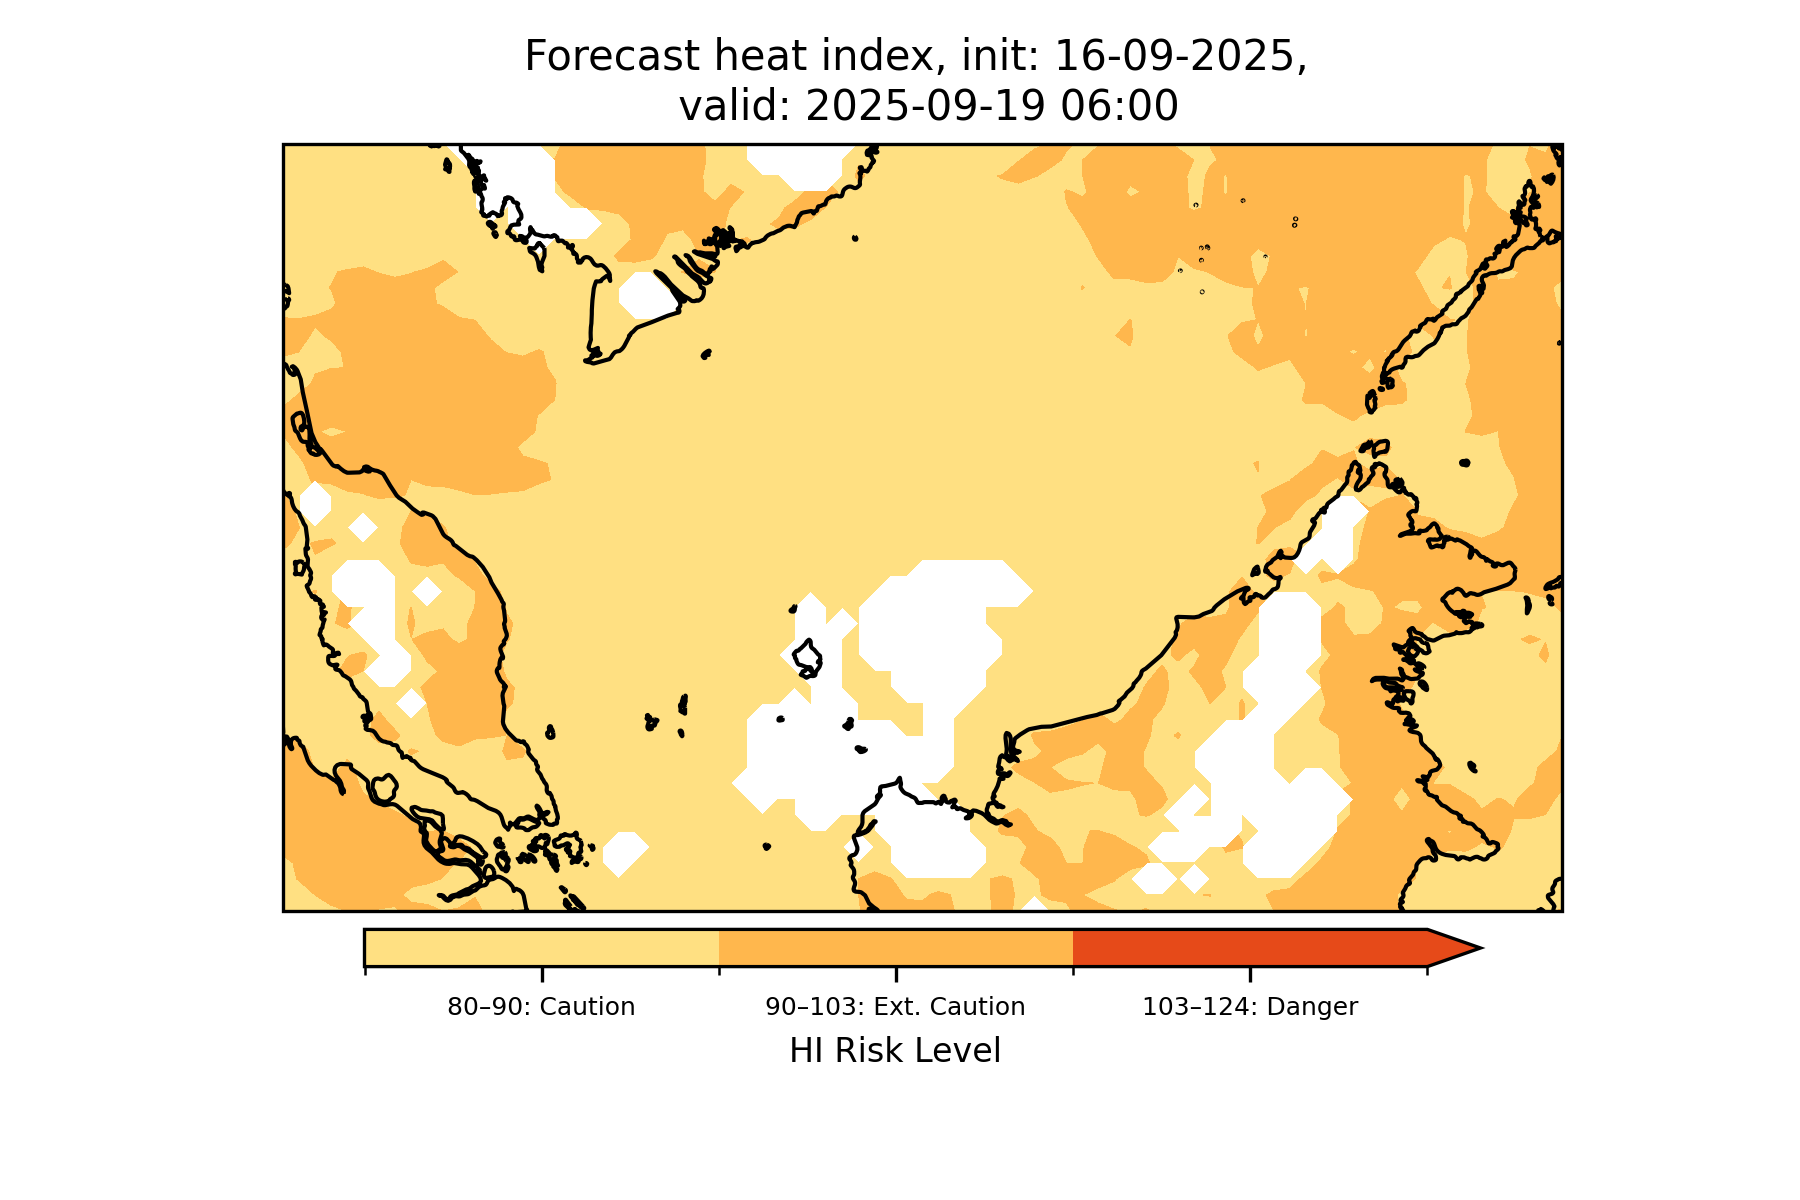 Forecast heat index, init: 16-09-2025,
valid: 2025-09-19 06:00
80–90: Caution
90–103: Ext. Caution
103–124: Danger
HI Risk Level